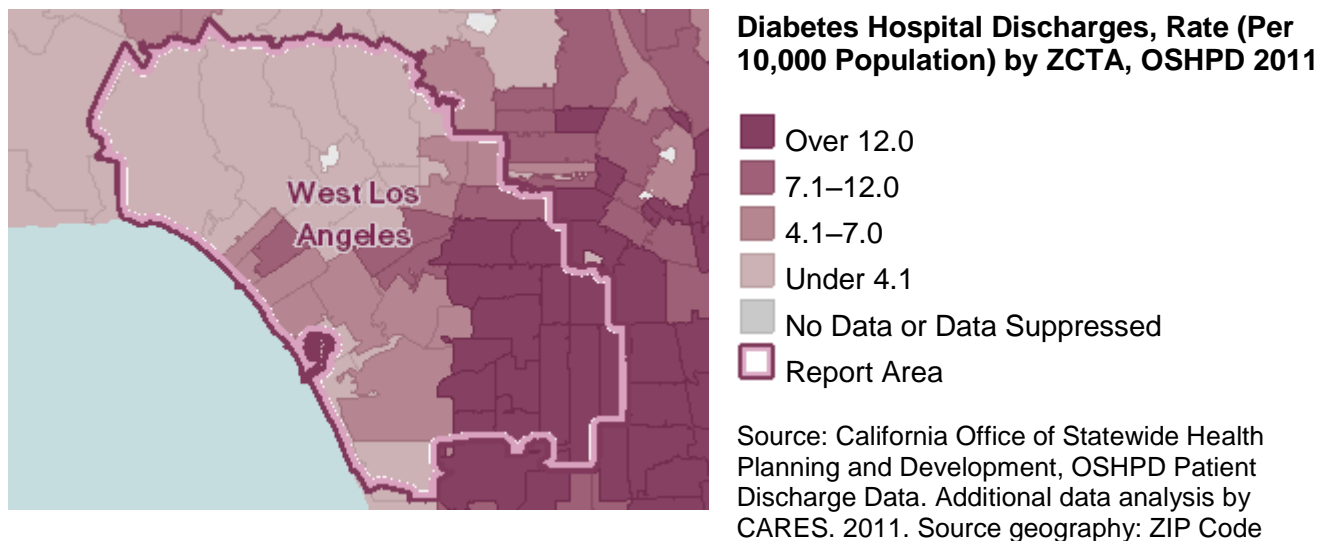 West Los
Angeles
Diabetes Hospital Discharges, Rate (Per
10,000 Population) by ZCTA, OSHPD 2011
Over 12.0
7.1–12.0
4.1–7.0
Under 4.1
No Data or Data Suppressed
Report Area
Source: California Office of Statewide Health
Planning and Development, OSHPD Patient
Discharge Data. Additional data analysis by
CARES. 2011. Source geography: ZIP Code